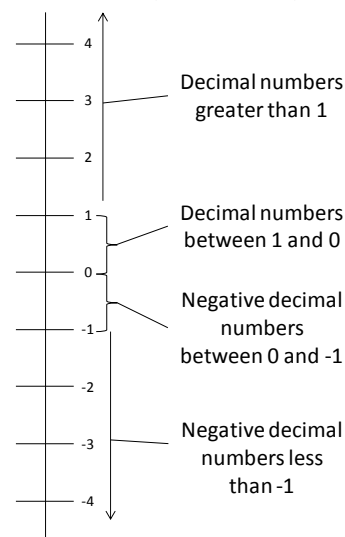 4
3
2
1
0
-1
-2
-3
-4
Decimal numbers
greater than 1
Decimal numbers
between 1 and 0
Negative decimal
numbers
between 0 and -1
Negative decimal
numbers less
than -1